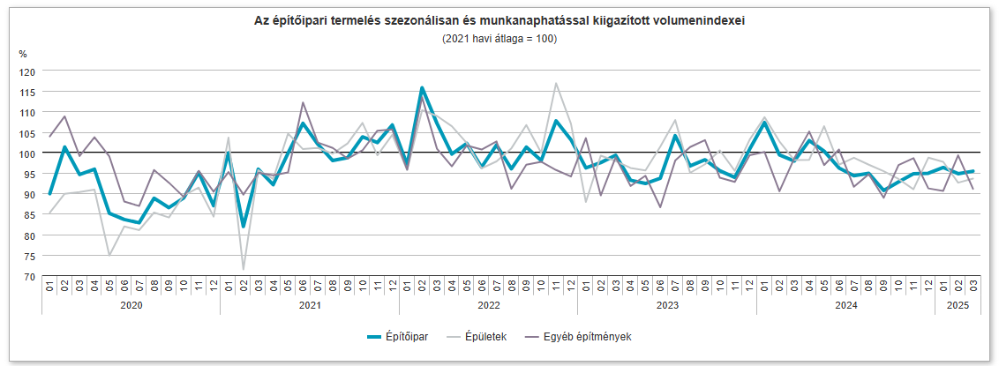 Az építőipari termelés szezonálisan és munkanaphatással kiigazított volumenindexei
(2021 havi átlaga = 100)
%
120
115
110
105
100
95
90
85
80
75
70
01 02 03 04 05 06 07 08 09 10 11 12 01 02 03 04 05 06 07 08 09 10 11 12 01 02 03 04 05 06 07 08 09 10 11 12 01 02 03 04 05 06 07 08 09 10 11 12 01 02 03 04 05 06 07 08 09 10 11 12 01 02 03
2020 2021 2022 2023 2024 2025
Építőipar Épületek Egyéb építmények